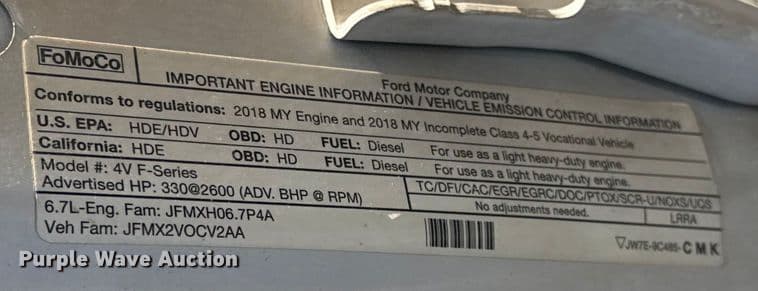 FoMoCo
Ford Motor Company
IMPORTANT ENGINE INFORMATION / VEHICLE EMISSION CONTROL INFORMATION
Conforms to regulations: 2018 MY Engine and 2018 MY Incomplete Class 4-5 Vocational Vehicle
U.S. EPA: HDE/HDV OBD: HD FUEL: Diesel For use as a light heavy-duty engine.
California: HDE OBD: HD FUEL: Diesel For use as a light heavy-duty engine.
Model #: 4V F-Series
TC/DFI/CAC/EGR/EGRC/DOC/PTOX/SCR-U/NOXS/UQS
Advertised HP: 330@2600 (ADV. BHP @ RPM)
No adjustments needed. LRRA
6.7L-Eng. Fam: JFMXH06.7P4A
Veh Fam: JFMX2VOCV2AA
JW7E-9C485- C M K
Purple Wave Auction